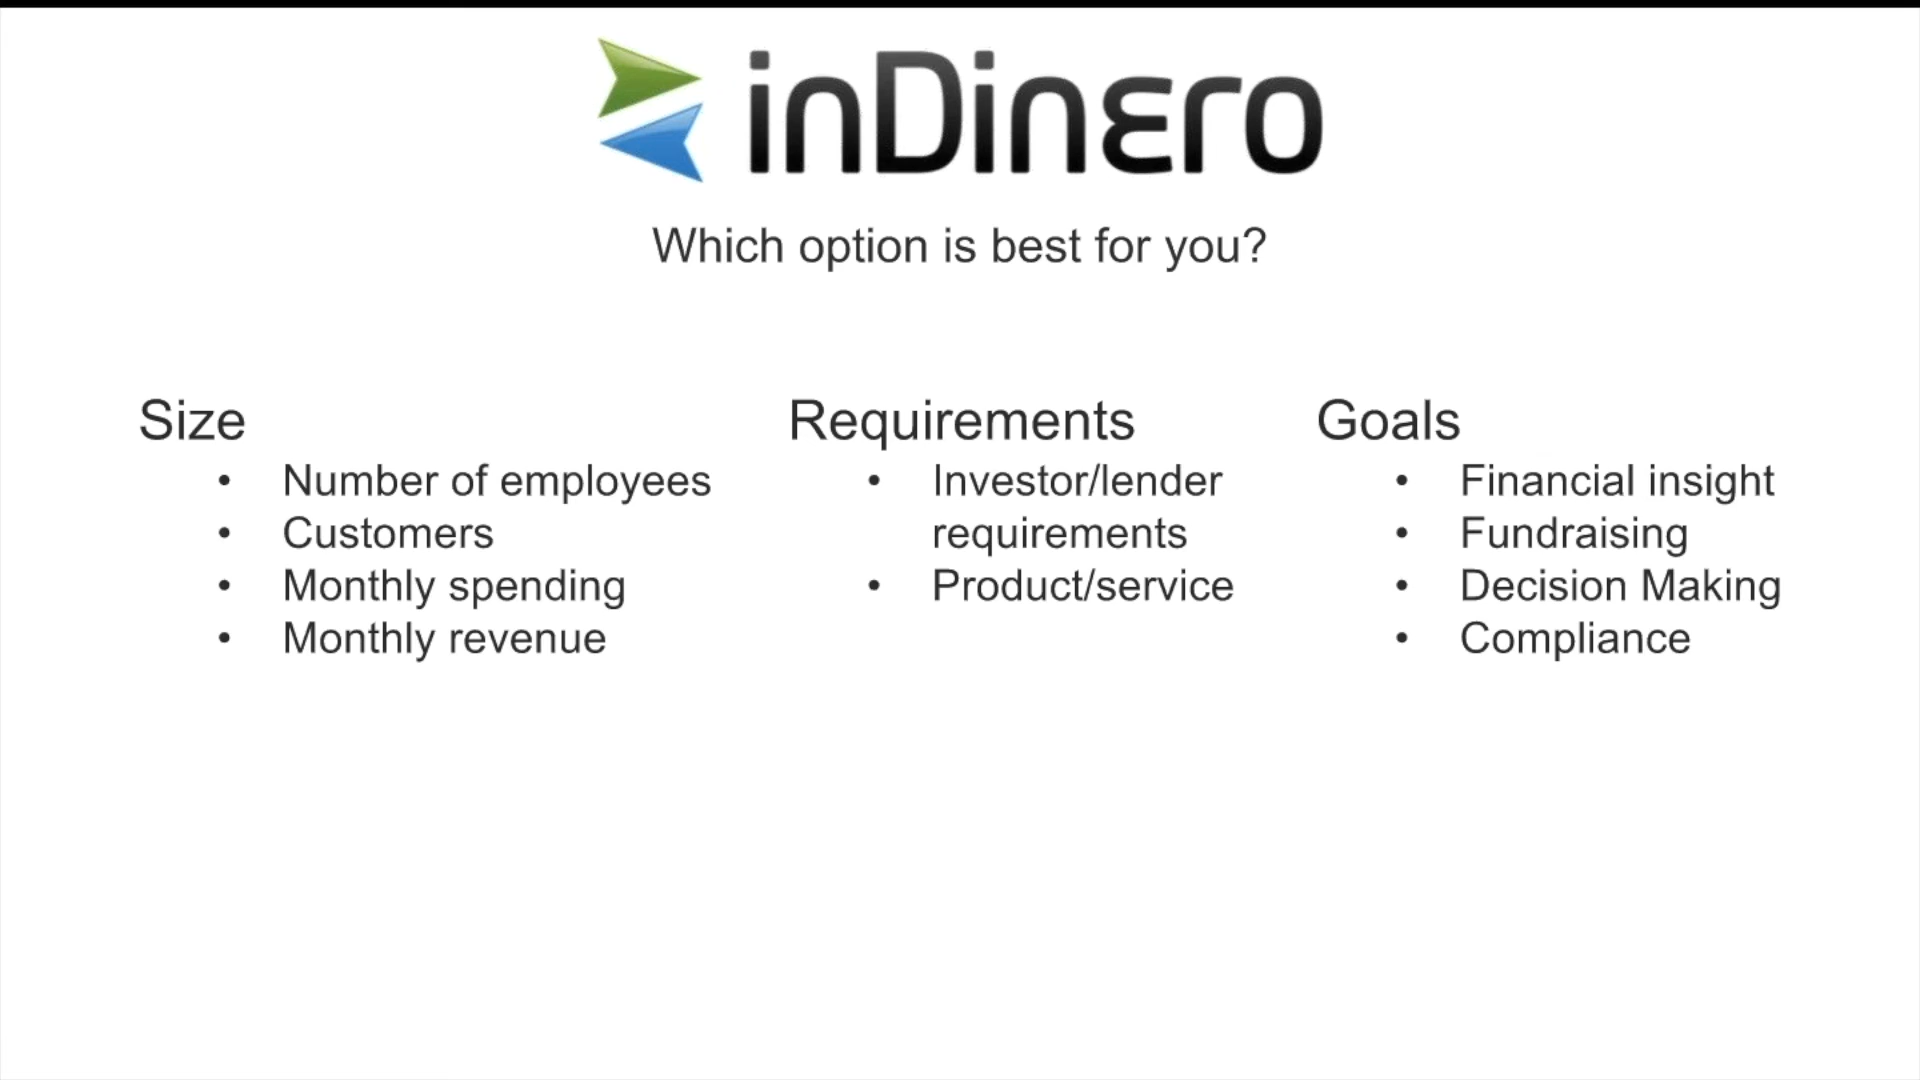 inDinero
Which option is best for you?
Size
• Number of employees
• Customers
• Monthly spending
• Monthly revenue
Requirements
• Investor/lender
requirements
• Product/service
Goals
• Financial insight
• Fundraising
• Decision Making
• Compliance